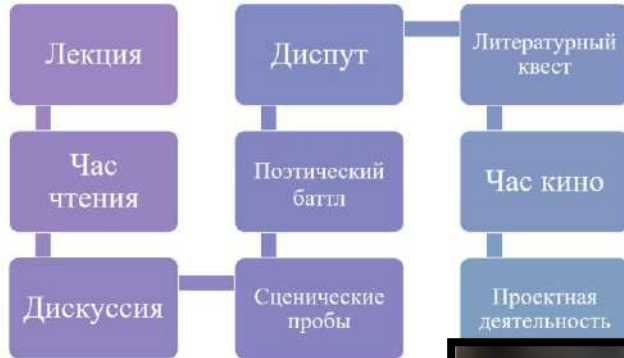 Лекция
Час
чтения
Дискуссия
Сценические
пробы
Поэтический
баттл
Диспут
Литературный
квест
Час кино
Проектная
деятельность